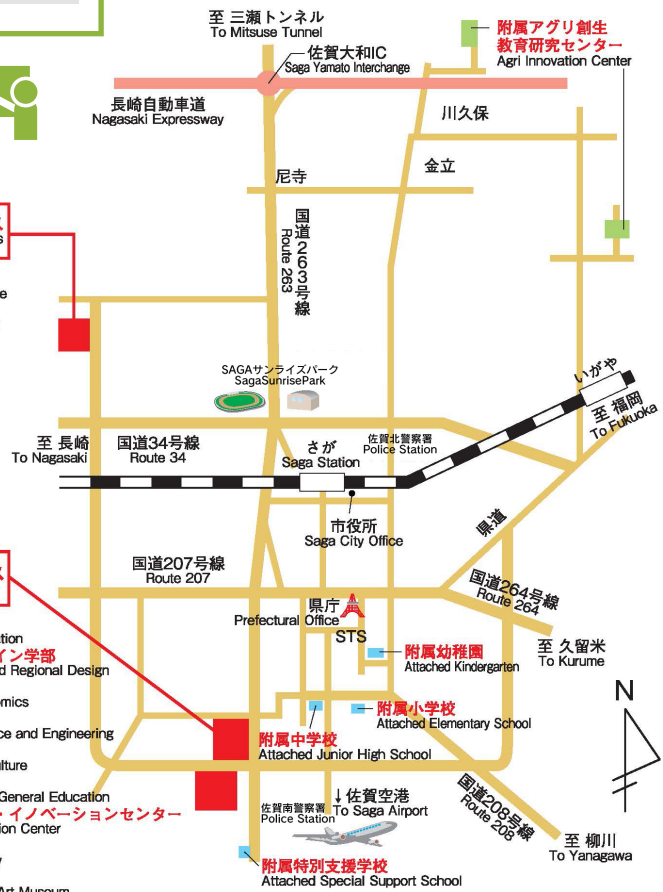 至 三瀬トンネル
To Mitsuse Tunnel
佐賀大和IC
Saga Yamato Interchange
附属アグリ創生
教育研究センター
Agri Innovation Center
長崎自動車道
Nagasaki Expressway
川久保
金立
尼寺
国道263号線
Route 263
SAGAサンライズパーク
SagaSunrisePark
いがや
至 福岡
To Fukuoka
至 長崎
To Nagasaki
国道34号線
Route 34
さが
Saga Station
佐賀北警察署
Police Station
市役所
Saga City Office
県道
国道207号線
Route 207
国道264号線
Route 264
県庁
Prefectural Office
STS
至 久留米
To Kurume
附属幼稚園
Attached Kindergarten
イン学部
d Regional Design
omics
ce and Engineering
ulture
General Education
・イノベーションセンター
ion Center
Art Museum
附属小学校
Attached Elementary School
附属中学校
Attached Junior High School
N
佐賀南警察署
Police Station
↓佐賀空港
To Saga Airport
国道208号線
Route 208
至 柳川
To Yanagawa
附属特別支援学校
Attached Special Support School